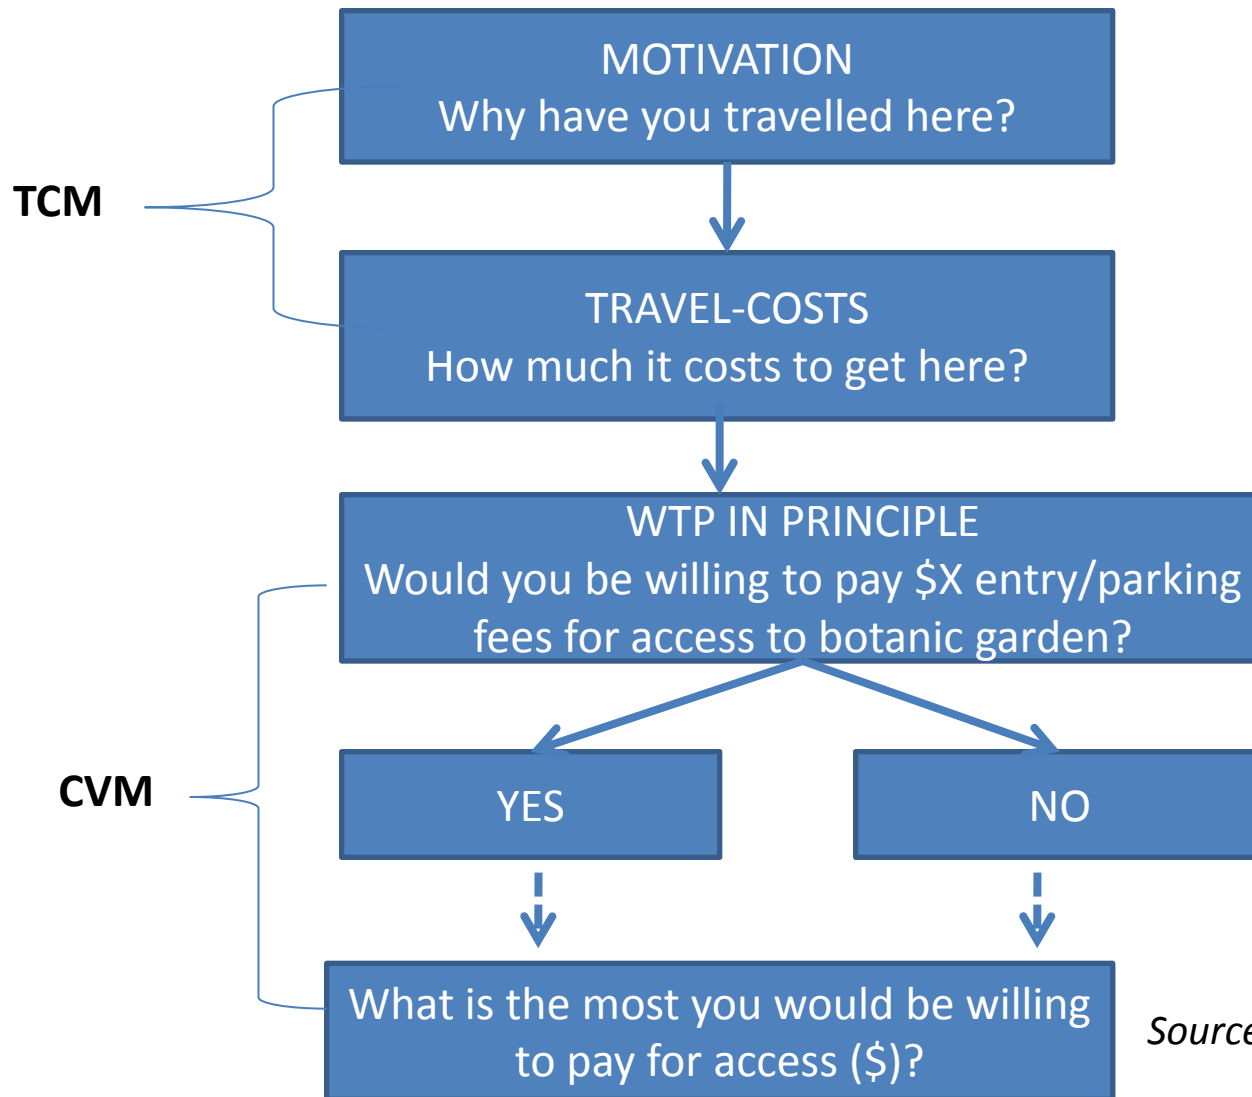 MOTIVATION
Why have you travelled here?
TCM
TRAVEL-COSTS
How much it costs to get here?
WTP IN PRINCIPLE
Would you be willing to pay $X entry/parking
fees for access to botanic garden?
CVM
YES
NO
What is the most you would be willing
to pay for access ($)?
Source